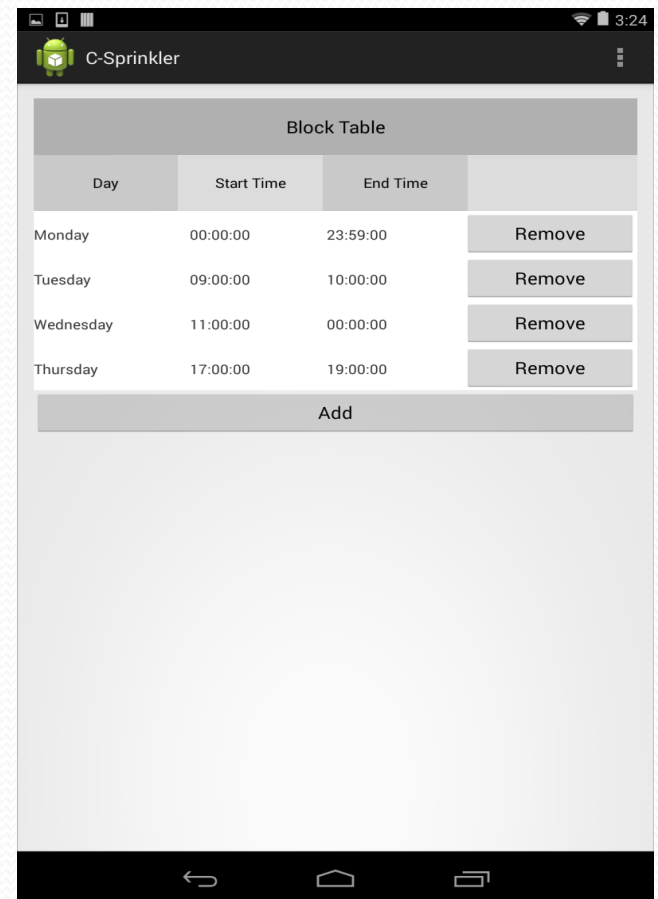 3:24
C-Sprinkler
Block Table
Day Start Time End Time
Monday 00:00:00 23:59:00 Remove
Tuesday 09:00:00 10:00:00 Remove
Wednesday 11:00:00 00:00:00 Remove
Thursday 17:00:00 19:00:00 Remove
Add